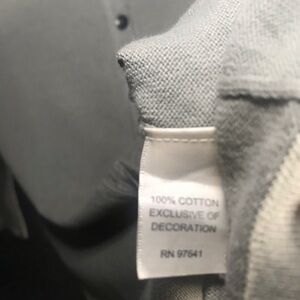 100% COTTON
EXCLUSIVE OF
DECORATION
RN 97641